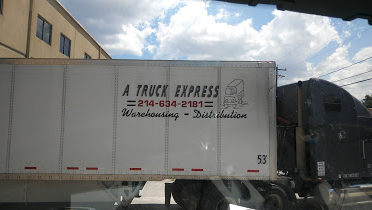 A TRUCK EXPRESS
214-634-2181
Warehousing - Distribution
53'